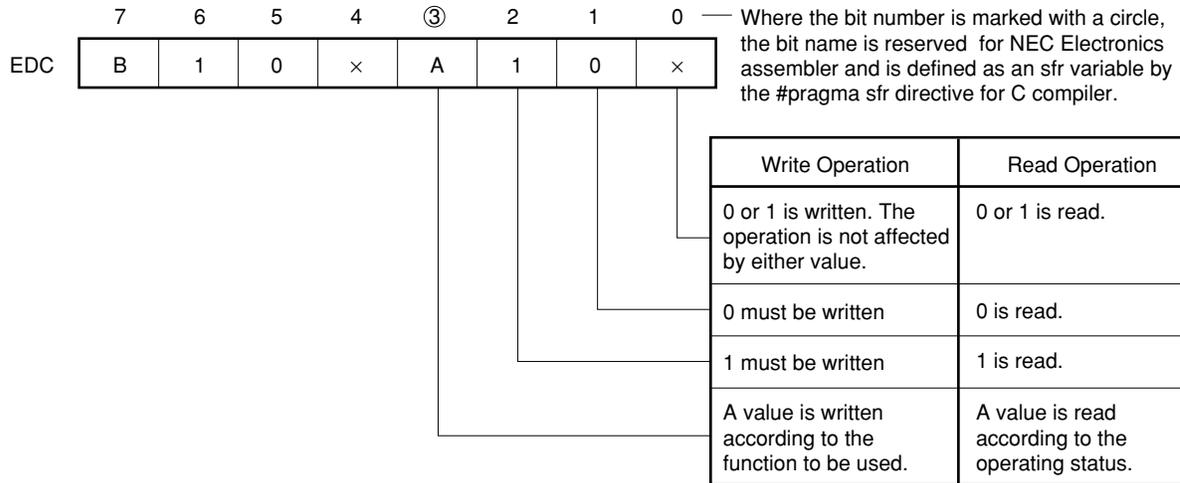 7 6 5 4 ③ 2 1 0
Where the bit number is marked with a circle,
the bit name is reserved for NEC Electronics
assembler and is defined as an sfr variable by
the #pragma sfr directive for C compiler.
EDC B 1 0 × A 1 0 ×
Write Operation Read Operation
0 or 1 is written. The
operation is not affected
by either value.
0 or 1 is read.
0 must be written 0 is read.
1 must be written 1 is read.
A value is written
according to the
function to be used.
A value is read
according to the
operating status.